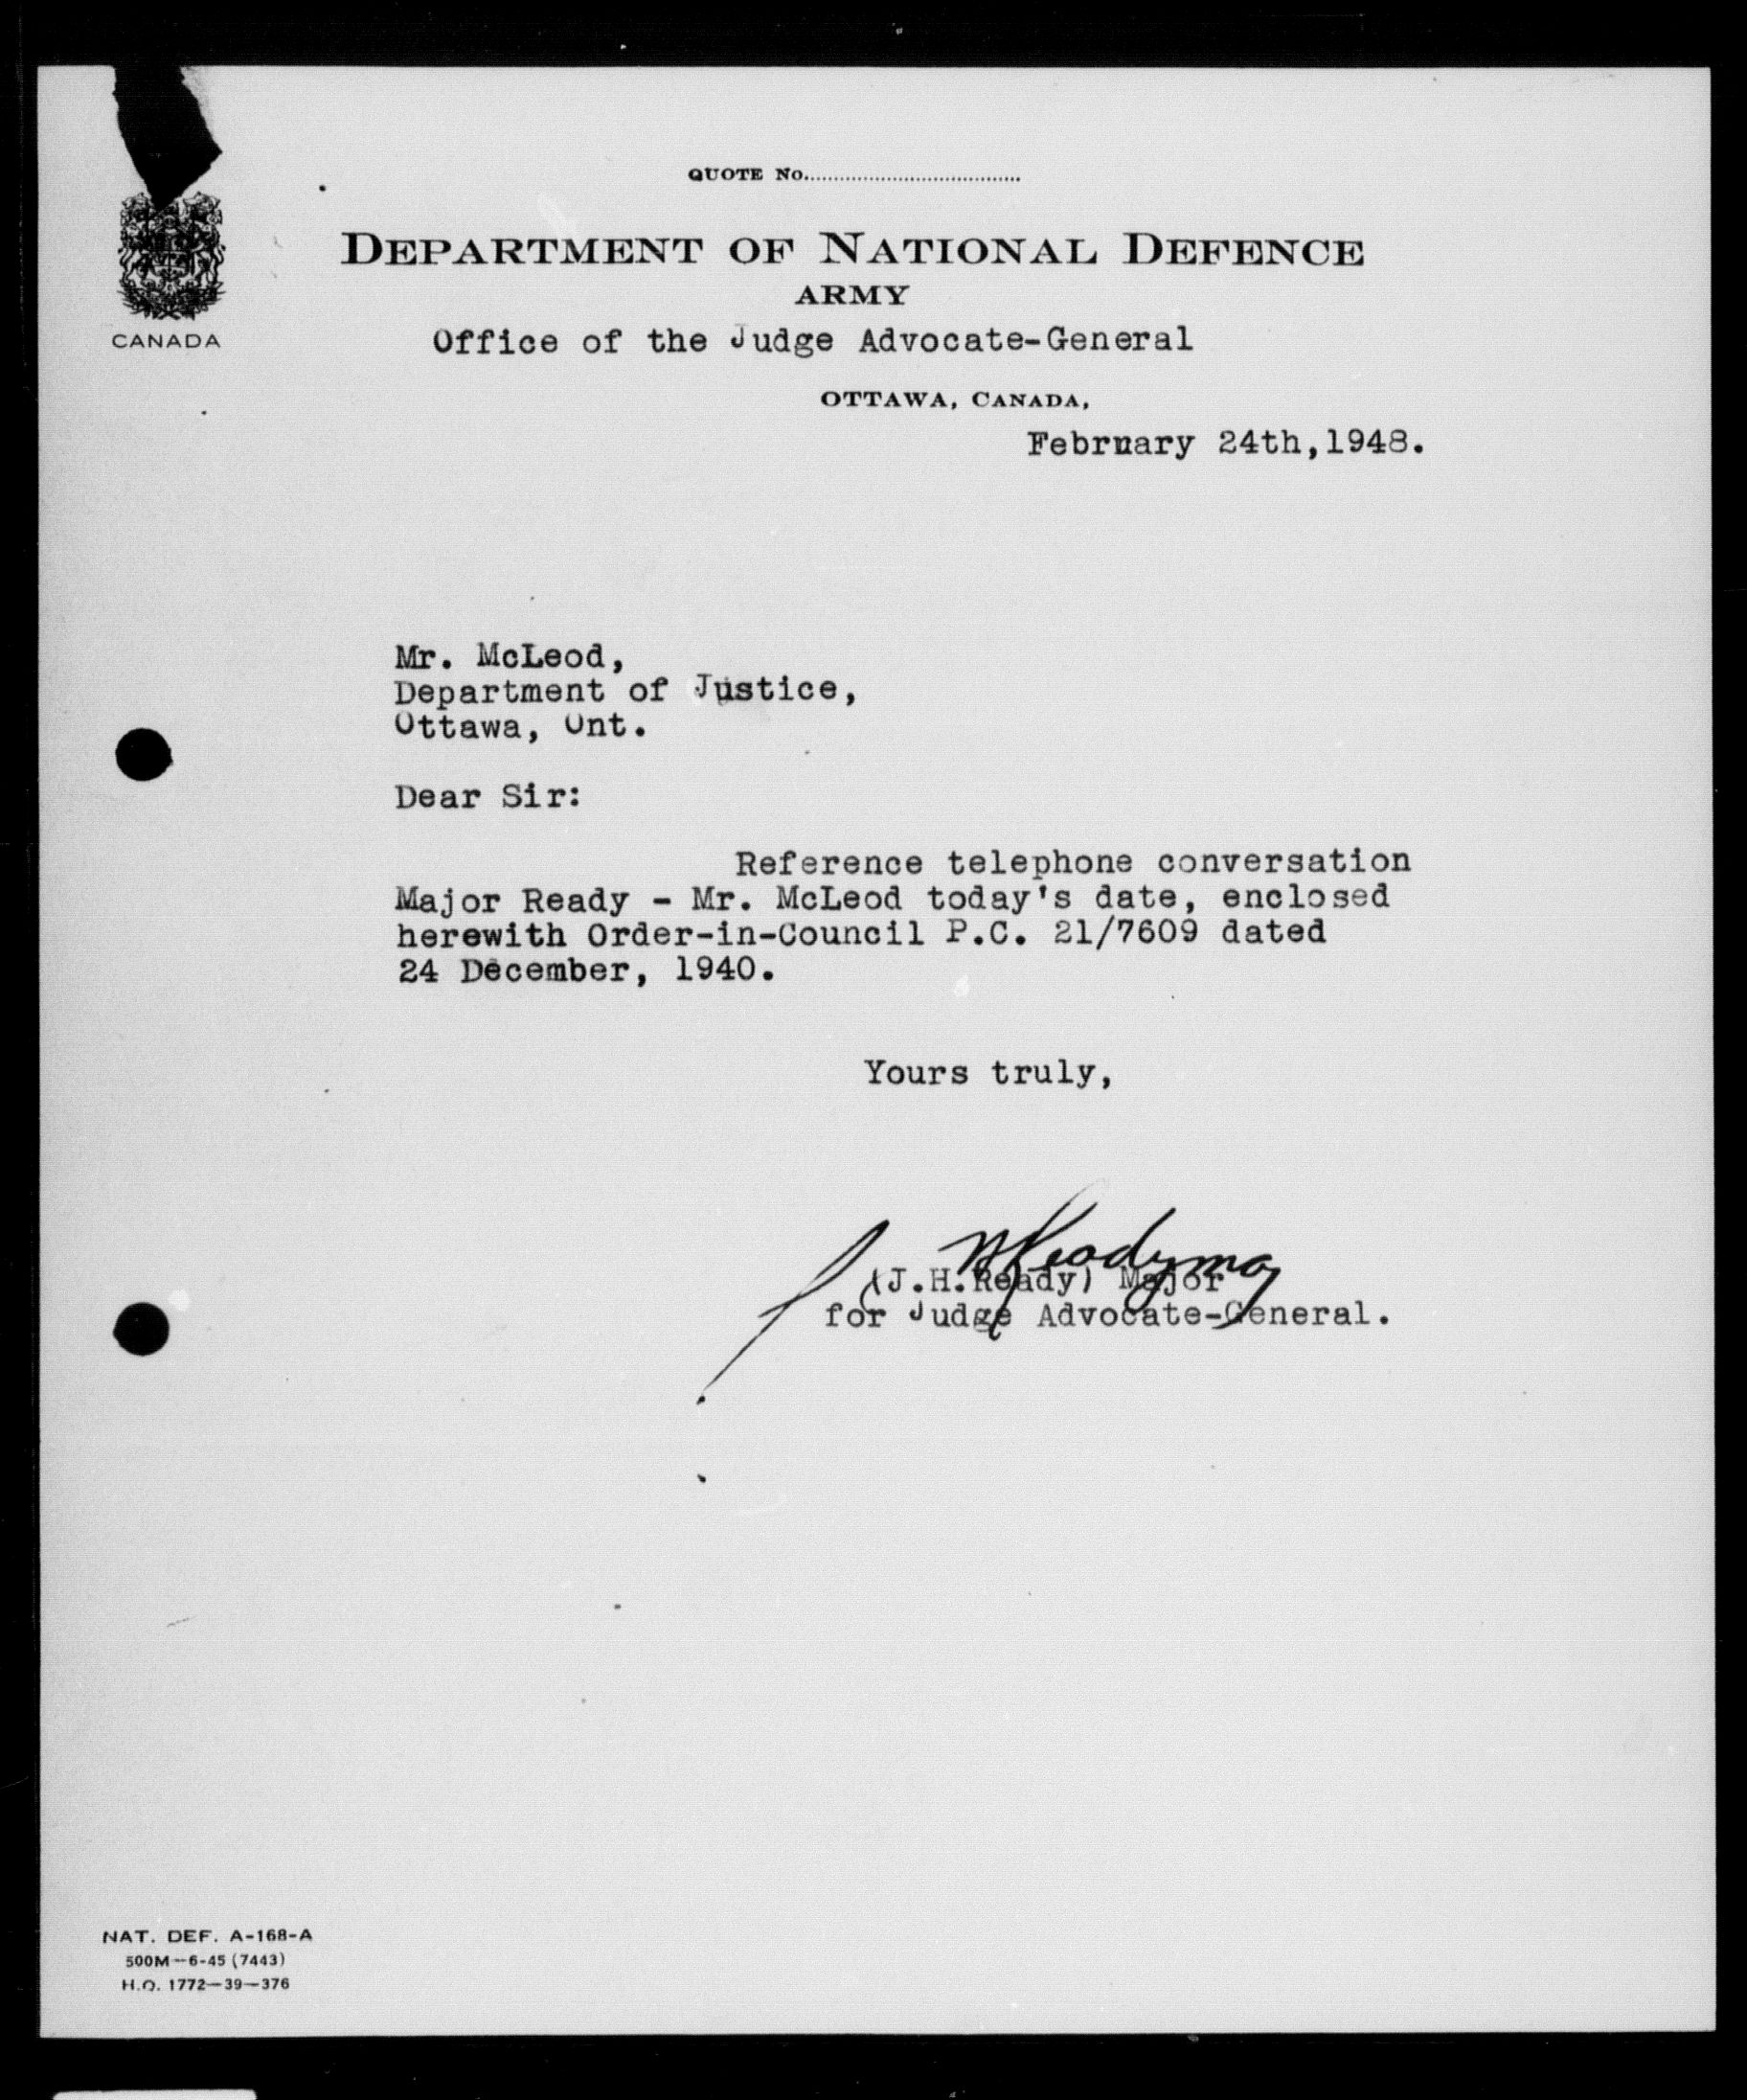 QUOTE No....................................
DEPARTMENT OF NATIONAL DEFENCE
ARMY
CANADA
Office of the Judge Advocate-General
OTTAWA, CANADA,
February 24th,1948.
Mr. McLeod,
Department of Justice,
Ottawa, Ont.
Dear Sir:
Reference telephone conversation
Major Ready - Mr. McLeod today's date, enclosed
herewith Order-in-Council P.C. 21/7609 dated
24 December, 1940.
Yours truly,
(J.H.Ready) Major
for Judge Advocate-General.
NAT. DEF. A-168-A
500M—6-45 (7443)
H.Q. 1772—39—376